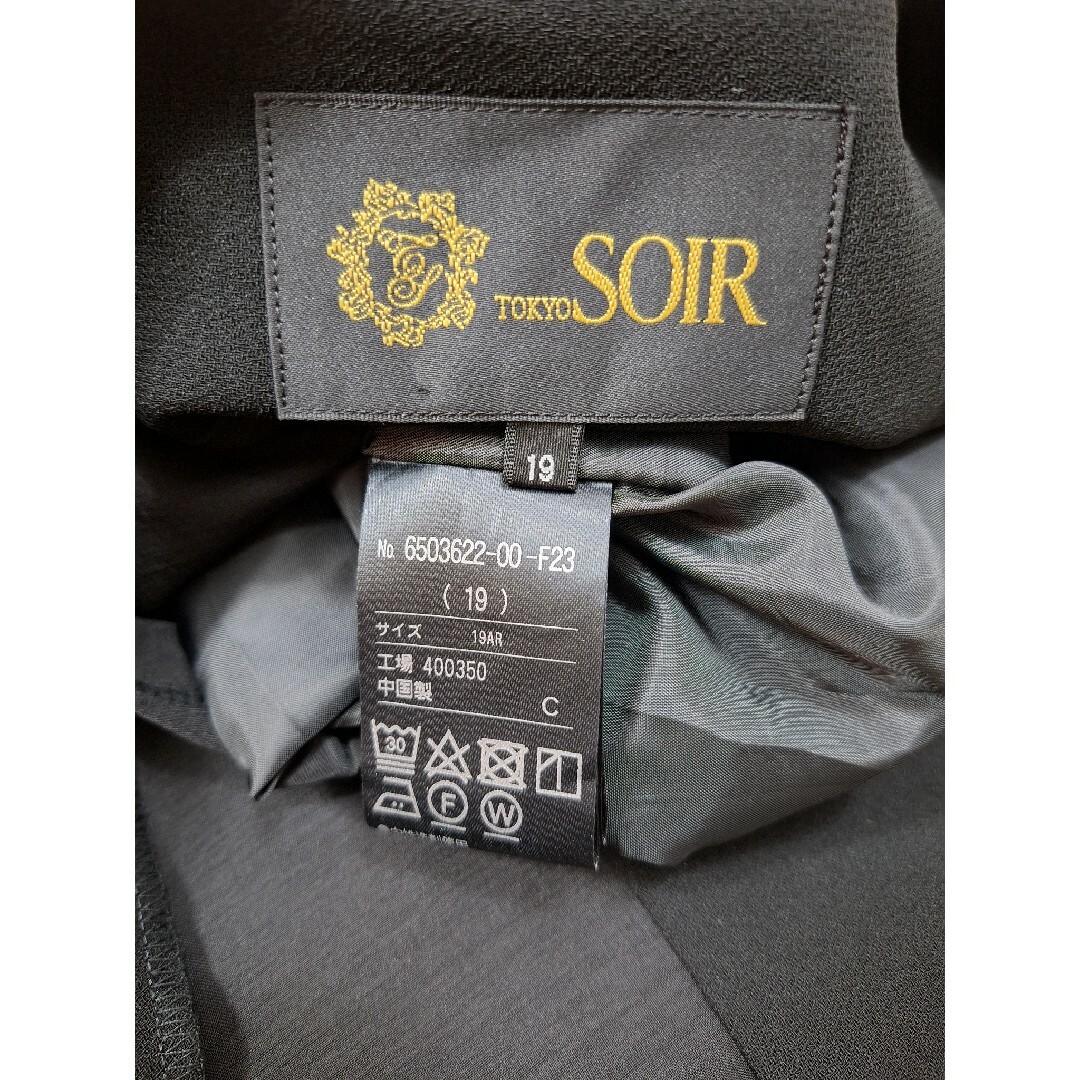 TOKYO SOIR
19
No. 6503622-00-F23
( 19 )
サイズ 19AR
工場 400350
中国製
C
30
F W